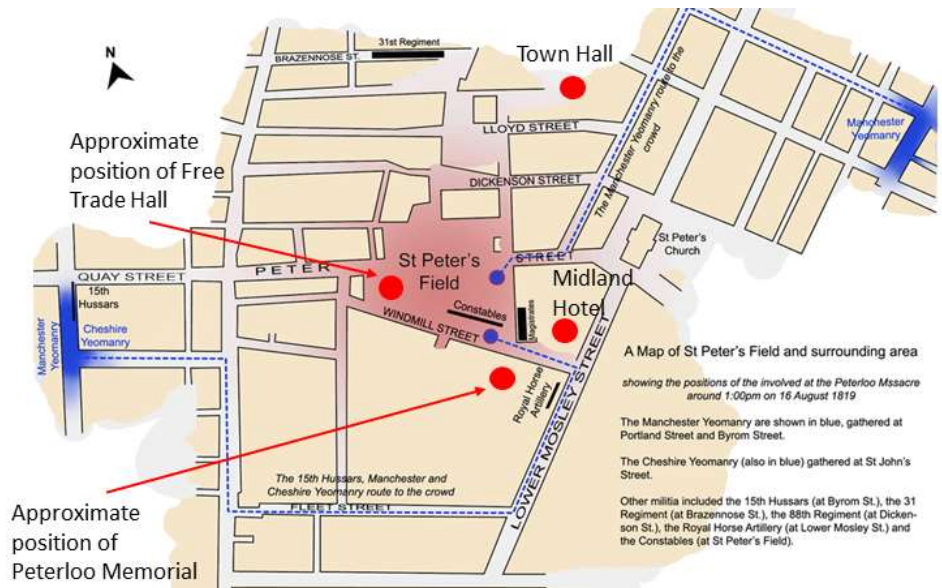 N
31st Regiment
BRAZENNOSE ST.
Town Hall
LLOYD STREET
The Manchester Yeomanry route to the
crowd
Manchester
Yeomanry
Approximate
position of Free
Trade Hall
DICKENSON STREET
St Peter's
Church
QUAY STREET
PETER
STREET
St Peter's
Field
15th
Hussars
Manchester
Yeomanry
Cheshire
Yeomanry
Constables
WINDMILL STREET
Magistrates
Midland
Hotel
Royal Horse
Artillery
LOWER MOSLEY STREET
A Map of St Peter's Field and surrounding area
showing the positions of the involved at the Peterloo Mssacre
around 1:00pm on 16 August 1819
The Manchester Yeomanry are shown in blue, gathered at
Portland Street and Byrom Street.
The Cheshire Yeomanry (also in blue) gathered at St John's
Street.
Other militia included the 15th Hussars (at Byrom St.), the 31
Regiment (at Brazennose St.), the 88th Regiment (at Dicken-
son St.), the Royal Horse Artillery (at Lower Mosley St.) and
the Constables (at St Peter's Field).
The 15th Hussars, Manchester and
Cheshire Yeomanry route to the crowd
FLEET STREET
Approximate
position of
Peterloo Memorial